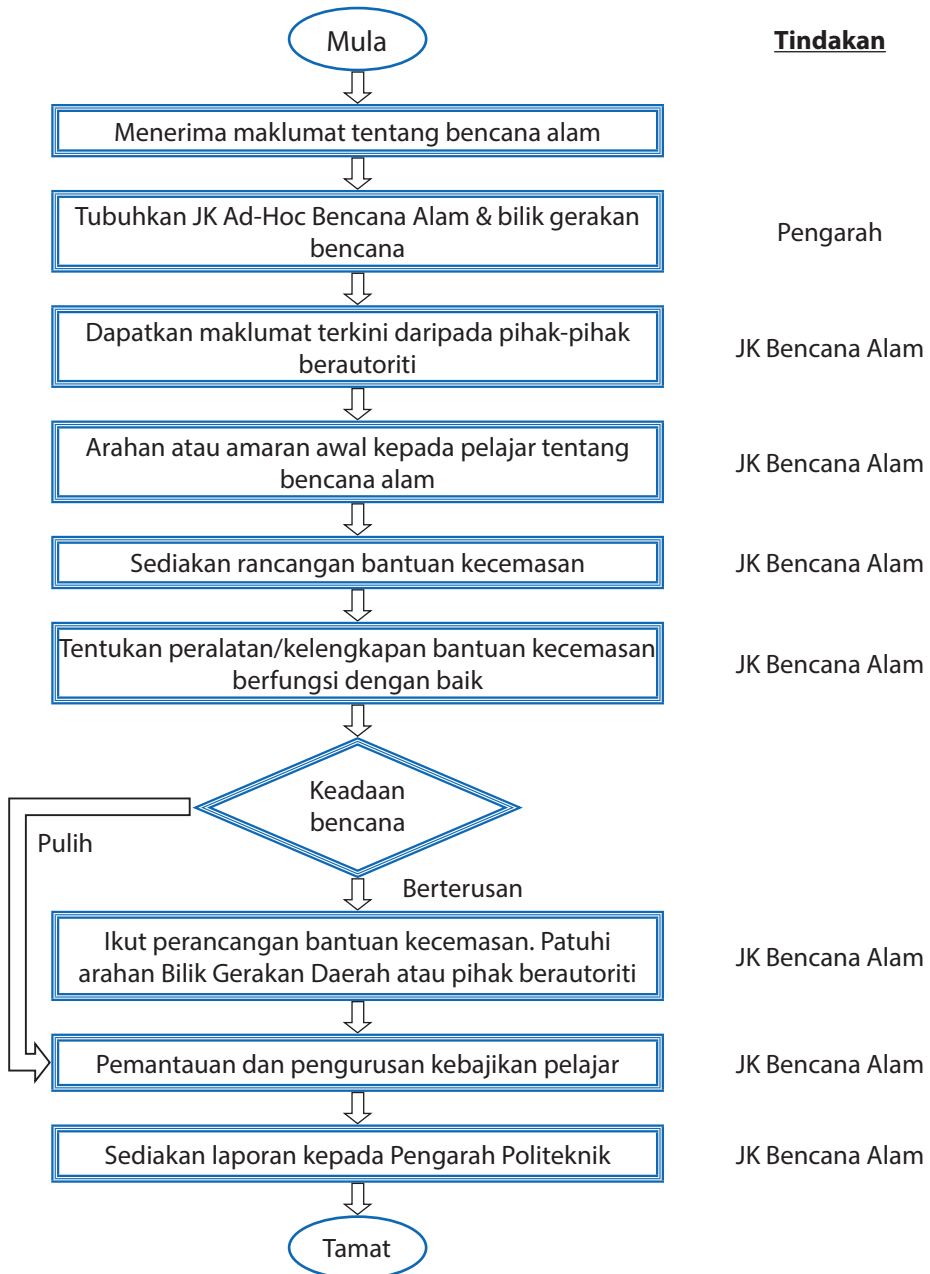 Mula
Tindakan
Menerima maklumat tentang bencana alam
Tubuhkan JK Ad-Hoc Bencana Alam & bilik gerakan
bencana
Pengarah
Dapatkan maklumat terkini daripada pihak-pihak
berautoriti
JK Bencana Alam
Arahan atau amaran awal kepada pelajar tentang
bencana alam
JK Bencana Alam
Sediakan rancangan bantuan kecemasan
JK Bencana Alam
Tentukan peralatan/kelengkapan bantuan kecemasan
berfungsi dengan baik
JK Bencana Alam
Keadaan
bencana
Pulih
Berterusan
Ikut perancangan bantuan kecemasan. Patuhi
arahan Bilik Gerakan Daerah atau pihak berautoriti
JK Bencana Alam
Pemantauan dan pengurusan kebajikan pelajar
JK Bencana Alam
Sediakan laporan kepada Pengarah Politeknik
JK Bencana Alam
Tamat